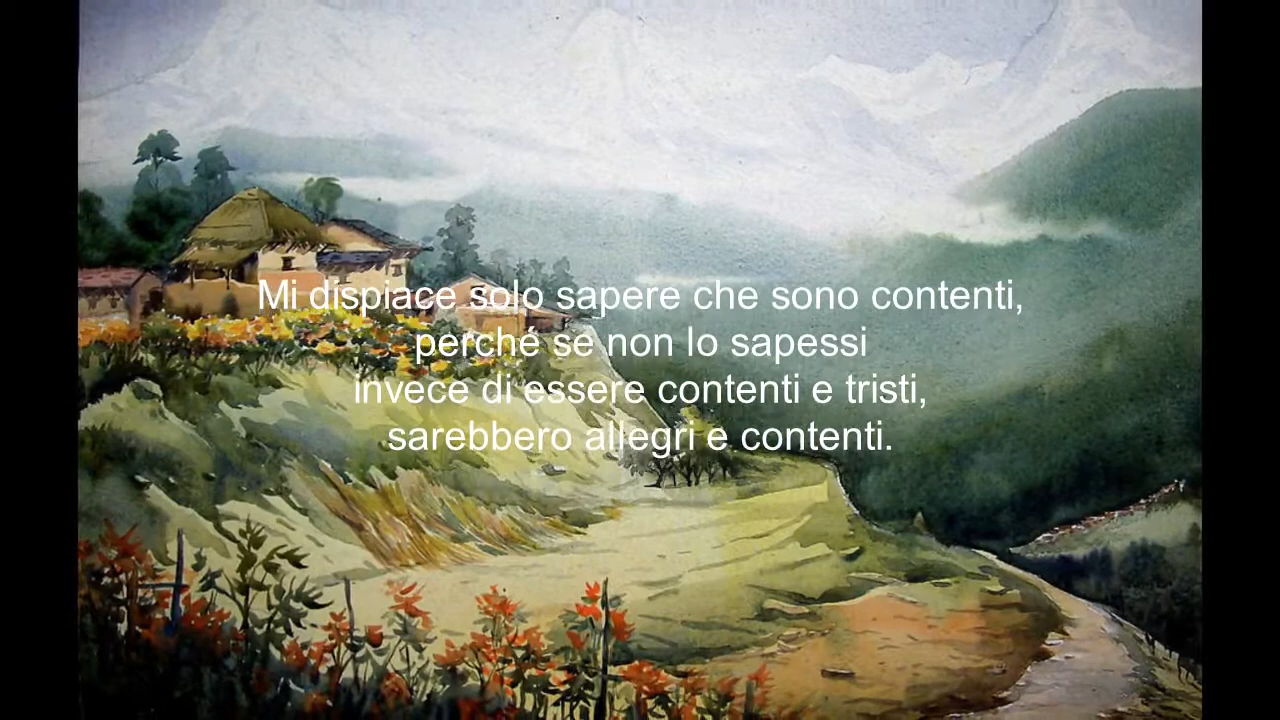 Mi dispiace solo sapere che sono contenti,
perché se non lo sapessi
invece di essere contenti e tristi,
sarebbero allegri e contenti.